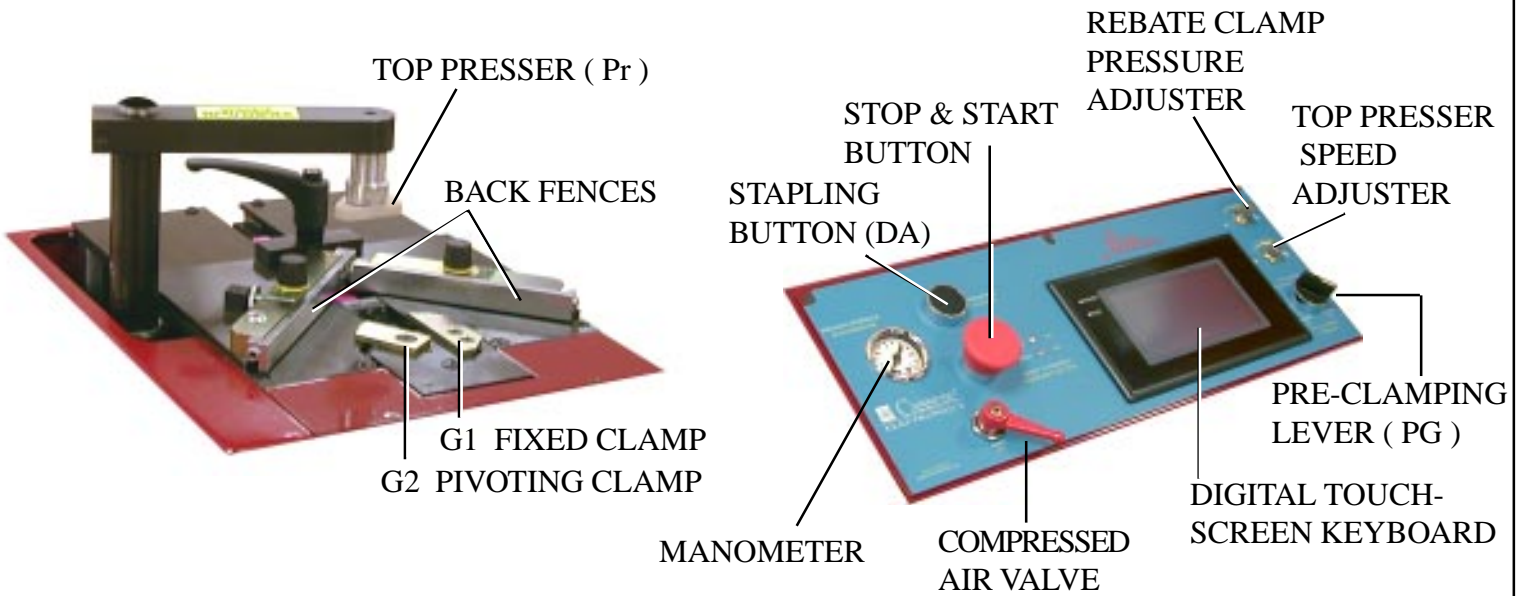 TOP PRESSER ( Pr )
BACK FENCES
G1 FIXED CLAMP
G2 PIVOTING CLAMP
REBATE CLAMP
PRESSURE
ADJUSTER
STOP & START
BUTTON
TOP PRESSER
SPEED
ADJUSTER
STAPLING
BUTTON (DA)
PRE-CLAMPING
LEVER ( PG )
DIGITAL TOUCH-
SCREEN KEYBOARD
MANOMETER
COMPRESSED
AIR VALVE